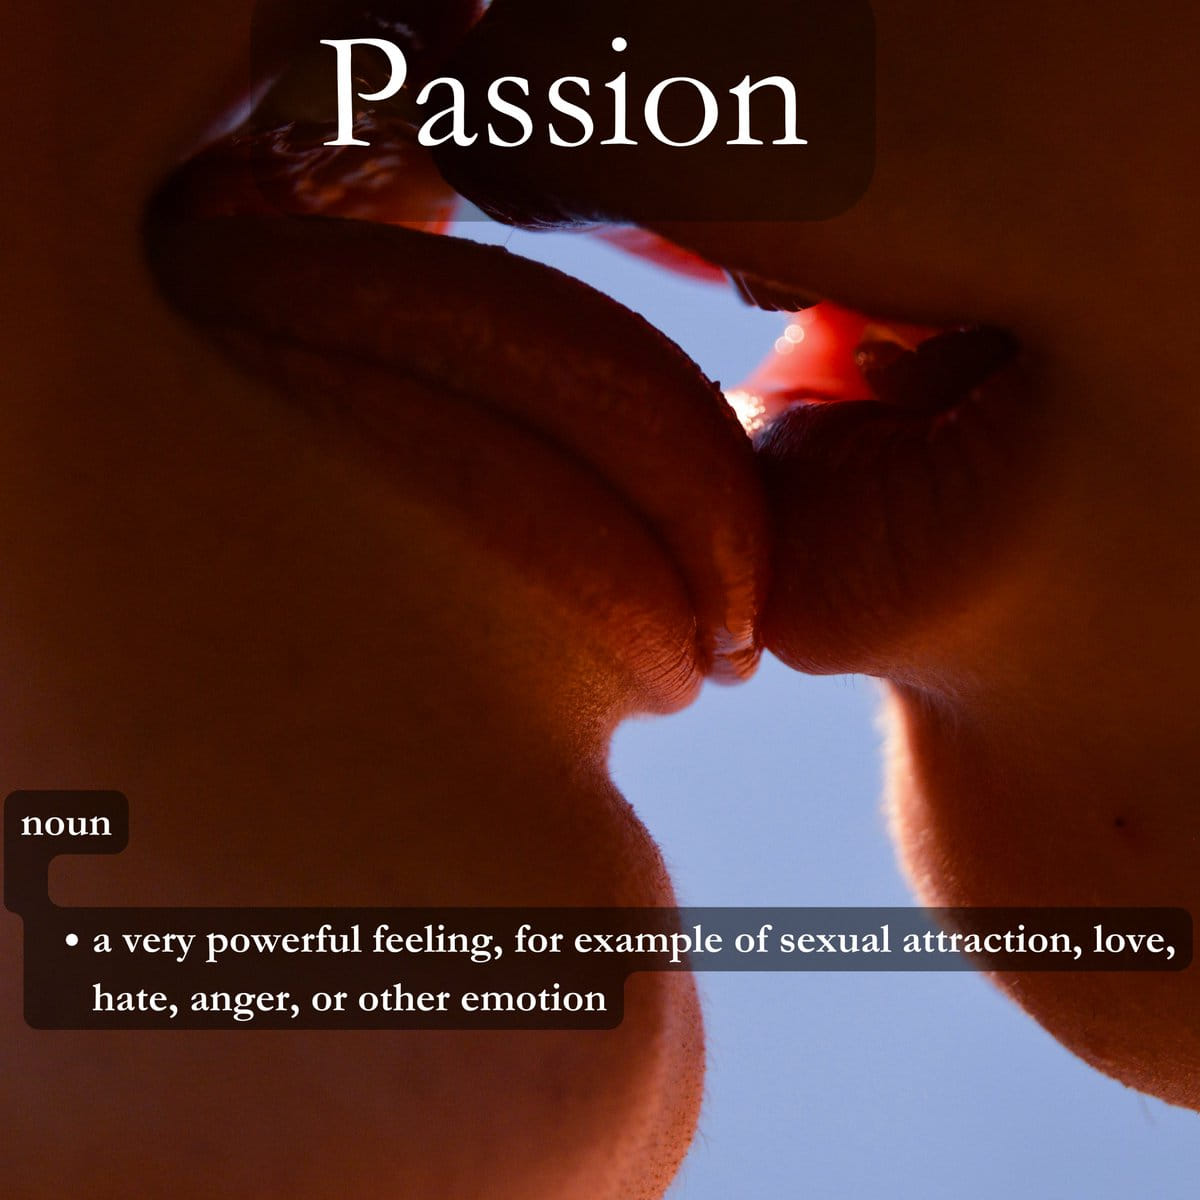 Passion
noun
• a very powerful feeling, for example of sexual attraction, love,
hate, anger, or other emotion